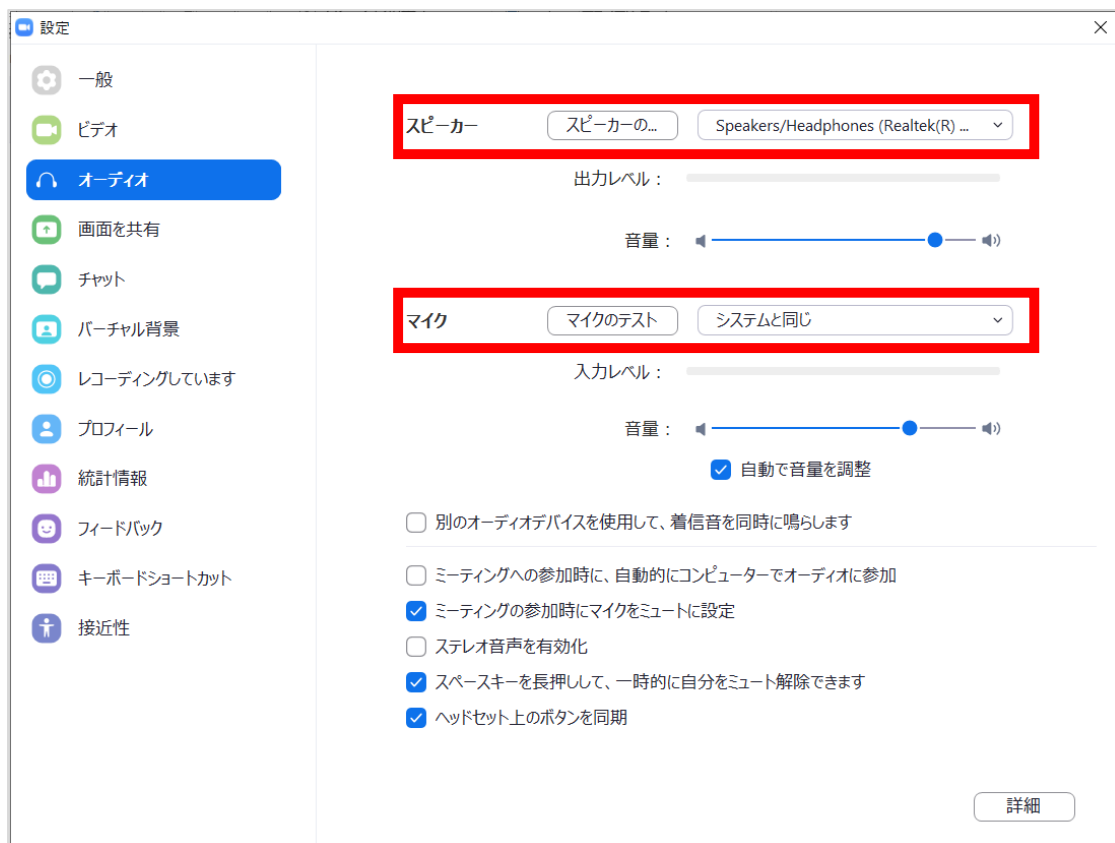 設定
一般
ビデオ
オーディオ
画面を共有
チャット
バーチャル背景
レコーディングしています
プロフィール
統計情報
フィードバック
キーボードショートカット
接近性
スピーカー スピーカーの... Speakers/Headphones (Realtek(R) ...
出力レベル：
音量：
マイク マイクのテスト システムと同じ
入力レベル：
音量：
自動で音量を調整
別のオーディオデバイスを使用して、着信音を同時に鳴らします
ミーティングへの参加時に、自動的にコンピューターでオーディオに参加
ミーティングの参加時にマイクをミュートに設定
ステレオ音声を有効化
スペースキーを長押しして、一時的に自分をミュート解除できます
ヘッドセット上のボタンを同期
詳細